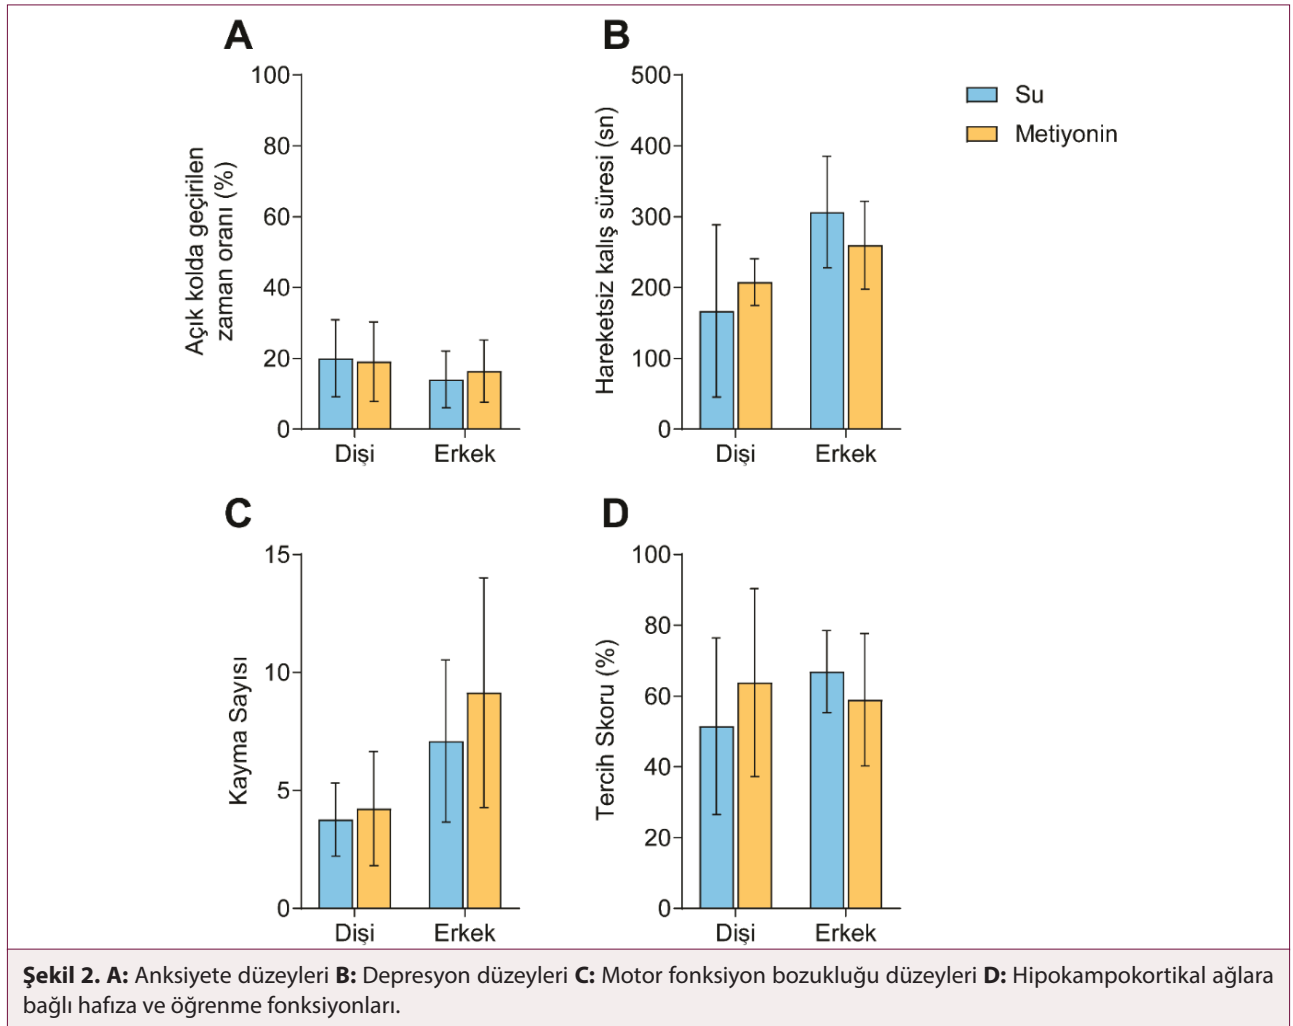 A
100
80
60
40
20
0
Açık kolda geçirilen
zaman oranı (%)
Dişi
Erkek
B
500
400
300
200
100
0
Hareketsiz kalış süresi (sn)
Dişi
Erkek
Su
Metiyonin
C
15
10
5
0
Kayma Sayısı
Dişi
Erkek
D
100
80
60
40
20
0
Tercih Skoru (%)
Dişi
Erkek
Şekil 2. A: Anksiyete düzeyleri B: Depresyon düzeyleri C: Motor fonksiyon bozukluğu düzeyleri D: Hipokampokortikal ağlara
bağlı hafıza ve öğrenme fonksiyonları.